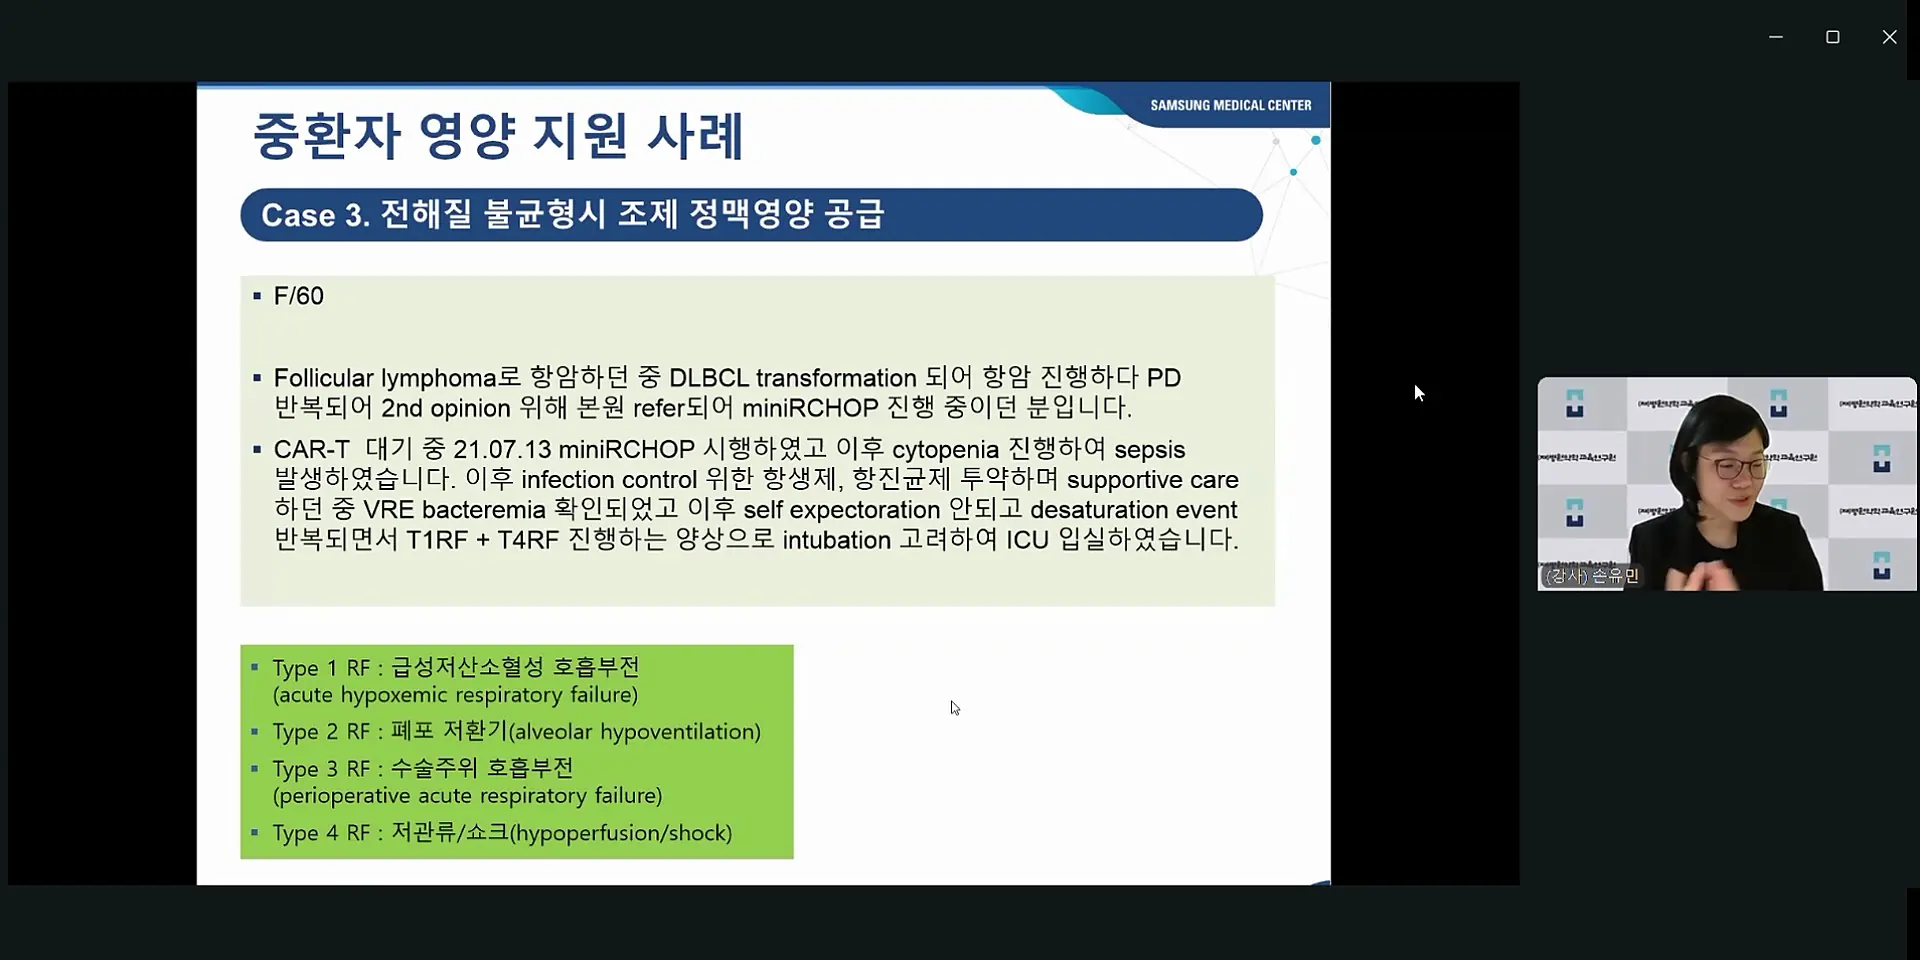 SAMSUNG MEDICAL CENTER
중환자 영양 지원 사례
Case 3. 전해질 불균형시 조제 정맥영양 공급
▪ F/60
▪ Follicular lymphoma로 항암하던 중 DLBCL transformation 되어 항암 진행하다 PD
반복되어 2nd opinion 위해 본원 refer되어 miniRCHOP 진행 중이던 분입니다.
▪ CAR-T 대기 중 21.07.13 miniRCHOP 시행하였고 이후 cytopenia 진행하여 sepsis
발생하였습니다. 이후 infection control 위한 항생제, 항진균제 투약하며 supportive care
하던 중 VRE bacteremia 확인되었고 이후 self expectoration 안되고 desaturation event
반복되면서 T1RF + T4RF 진행하는 양상으로 intubation 고려하여 ICU 입실하였습니다.
▪ Type 1 RF : 급성저산소혈성 호흡부전
(acute hypoxemic respiratory failure)
▪ Type 2 RF : 폐포 저환기(alveolar hypoventilation)
▪ Type 3 RF : 수술주위 호흡부전
(perioperative acute respiratory failure)
▪ Type 4 RF : 저관류/쇼크(hypoperfusion/shock)
(강사) 손유민